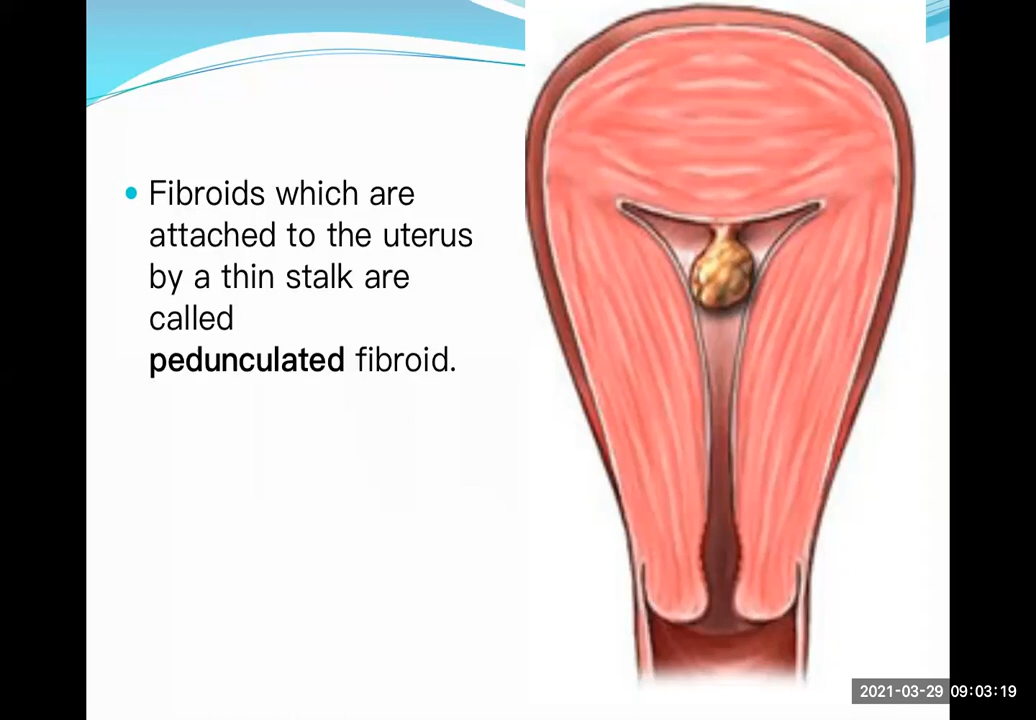 • Fibroids which are
attached to the uterus
by a thin stalk are
called
pedunculated fibroid.
2021-03-29 09:03:19